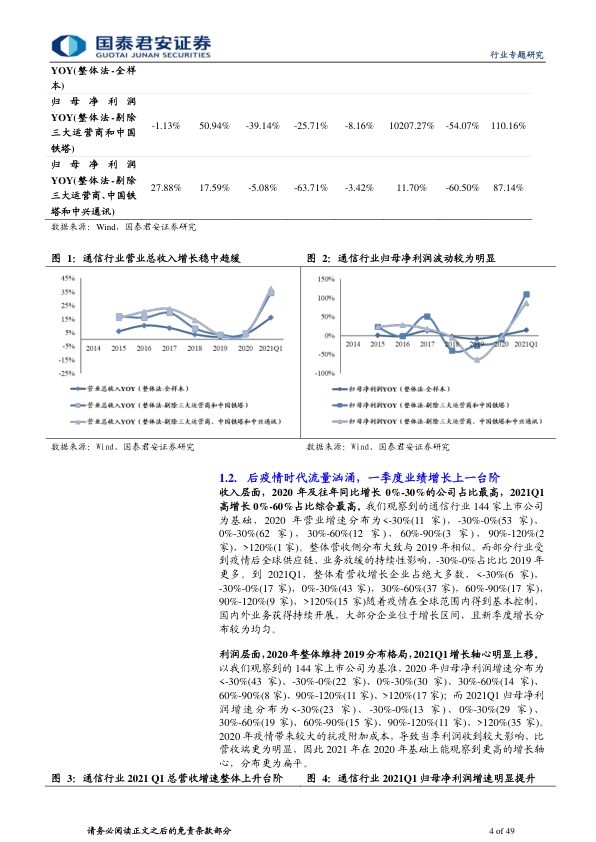 国泰君安证券
GUOTAI JUNAN SECURITIES
行业专题研究
YOY(整体法-全样
本)
归母净利润
YOY(整体法-剔除
三大运营商和中国
铁塔)
-1.13% 50.94% -39.14% -25.71% -8.16% 10207.27% -54.07% 110.16%
归母净利润
YOY(整体法-剔除
三大运营商、中国铁
塔和中兴通讯)
27.88% 17.59% -5.08% -63.71% -3.42% 11.70% -60.50% 87.14%
数据来源：Wind，国泰君安证券研究
图 1：通信行业营业总收入增长稳中趋缓
45%
35%
25%
15%
5%
-5%
-15%
-25%
2014 2015 2016 2017 2018 2019 2020 2021Q1
营业总收入YOY（整体法-全样本）
营业总收入YOY（整体法-剔除三大运营商和中国铁塔）
营业总收入YOY（整体法-剔除三大运营商、中国铁塔和中兴通讯）
数据来源：Wind、国泰君安证券研究
图 2：通信行业归母净利润波动较为明显
150%
100%
50%
0%
-50%
-100%
2014 2015 2016 2017 2018 2019 2020 2021Q1
归母净利润YOY（整体法-全样本）
归母净利润YOY（整体法-剔除三大运营商和中国铁塔）
归母净利润YOY（整体法-剔除三大运营商、中国铁塔和中兴通讯）
数据来源：Wind、国泰君安证券研究
1.2. 后疫情时代流量汹涌，一季度业绩增长上一台阶
收入层面，2020 年及往年同比增长 0%-30%的公司占比最高，2021Q1
高增长 0%-60%占比综合最高。我们观察到的通信行业 144 家上市公司
为基础，2020 年营业增速分布为<-30%(11 家)，-30%-0%(53 家)，
0%-30%(62 家)，30%-60%(12 家)，60%-90%(3 家)，90%-120%(2
家)，>120%(1 家)。整体营收侧分布大致与 2019 年相似。而部分行业受
到疫情后全球供应链、业务放缓的持续性影响，-30%-0%占比比 2019 年
更多。到 2021Q1，整体看营收增长企业占绝大多数，<-30%(6 家)，
-30%-0%(17 家)，0%-30%(43 家)，30%-60%(37 家)，60%-90%(17 家)，
90%-120%(9 家)，>120%(15 家)随着疫情在全球范围内得到基本控制，
国内外业务获得持续开展，大部分企业位于增长区间，且新季度增长分
布较为均匀。
利润层面，2020年整体维持2019分布格局，2021Q1增长轴心明显上移。
以我们观察到的 144 家上市公司为基准，2020 年归母净利润增速分布为
<-30%(43 家)、-30%-0%(22 家)、0%-30%(30 家)、30%-60%(14 家)、
60%-90%(8 家)、90%-120%(11 家)、>120%(17 家)；而 2021Q1 归母净利
润增速分布为<-30%(23 家)、-30%-0%(13 家)、0%-30%(29 家)、
30%-60%(19 家)、60%-90%(15 家)、90%-120%(11 家)、>120%(35 家)。
2020 年疫情带来较大的抗疫附加成本，导致当季利润收到较大影响，比
营收端更为明显，因此 2021 年在 2020 年基础上能观察到更高的增长轴
心，分布更为扁平。
图 3：通信行业 2021 Q1 总营收增速整体上升台阶
图 4：通信行业 2021Q1 归母净利增速明显提升
请务必阅读正文之后的免责条款部分
4 of 49